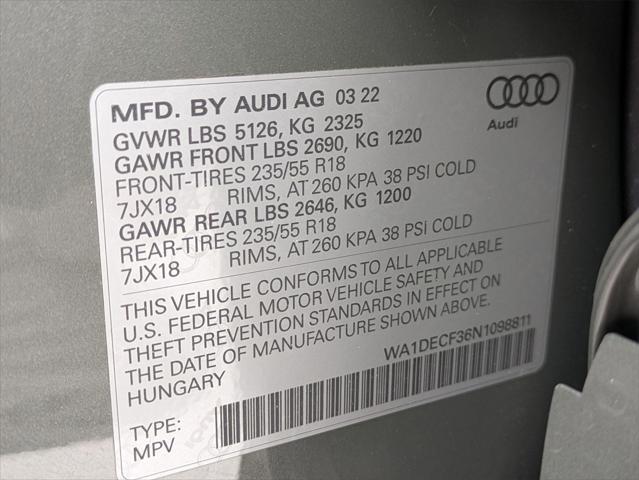 MFD. BY AUDI AG 03 22
Audi
GVWR LBS 5126, KG 2325
GAWR FRONT LBS 2690, KG 1220
FRONT-TIRES 235/55 R18
7JX18 RIMS, AT 260 KPA 38 PSI COLD
GAWR REAR LBS 2646, KG 1200
REAR-TIRES 235/55 R18
7JX18 RIMS, AT 260 KPA 38 PSI COLD
THIS VEHICLE CONFORMS TO ALL APPLICABLE
U.S. FEDERAL MOTOR VEHICLE SAFETY AND
THEFT PREVENTION STANDARDS IN EFFECT ON
THE DATE OF MANUFACTURE SHOWN ABOVE.
HUNGARY
WA1DECF36N1098811
TYPE:
MPV